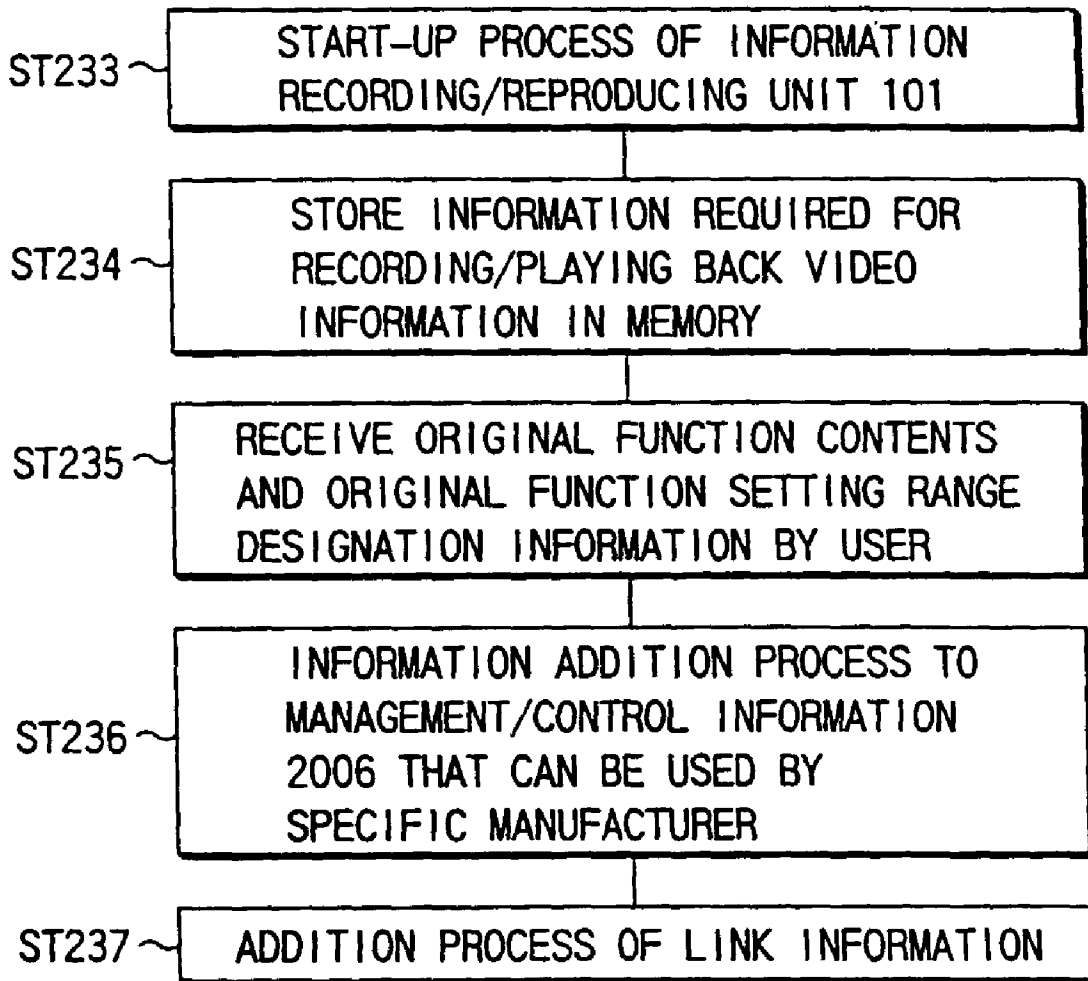 ST233
START-UP PROCESS OF INFORMATION
RECORDING/REPRODUCING UNIT 101
ST234
STORE INFORMATION REQUIRED FOR
RECORDING/PLAYING BACK VIDEO
INFORMATION IN MEMORY
ST235
RECEIVE ORIGINAL FUNCTION CONTENTS
AND ORIGINAL FUNCTION SETTING RANGE
DESIGNATION INFORMATION BY USER
ST236
INFORMATION ADDITION PROCESS TO
MANAGEMENT/CONTROL INFORMATION
2006 THAT CAN BE USED BY
SPECIFIC MANUFACTURER
ST237
ADDITION PROCESS OF LINK INFORMATION